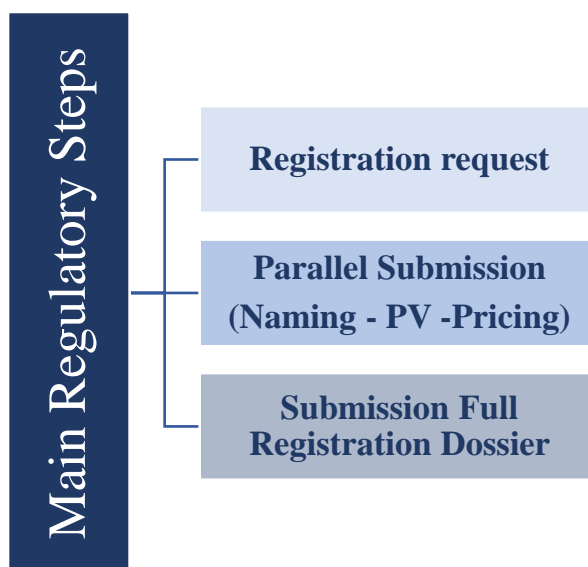 Main Regulatory Steps
Registration request
Parallel Submission
(Naming - PV -Pricing)
Submission Full
Registration Dossier